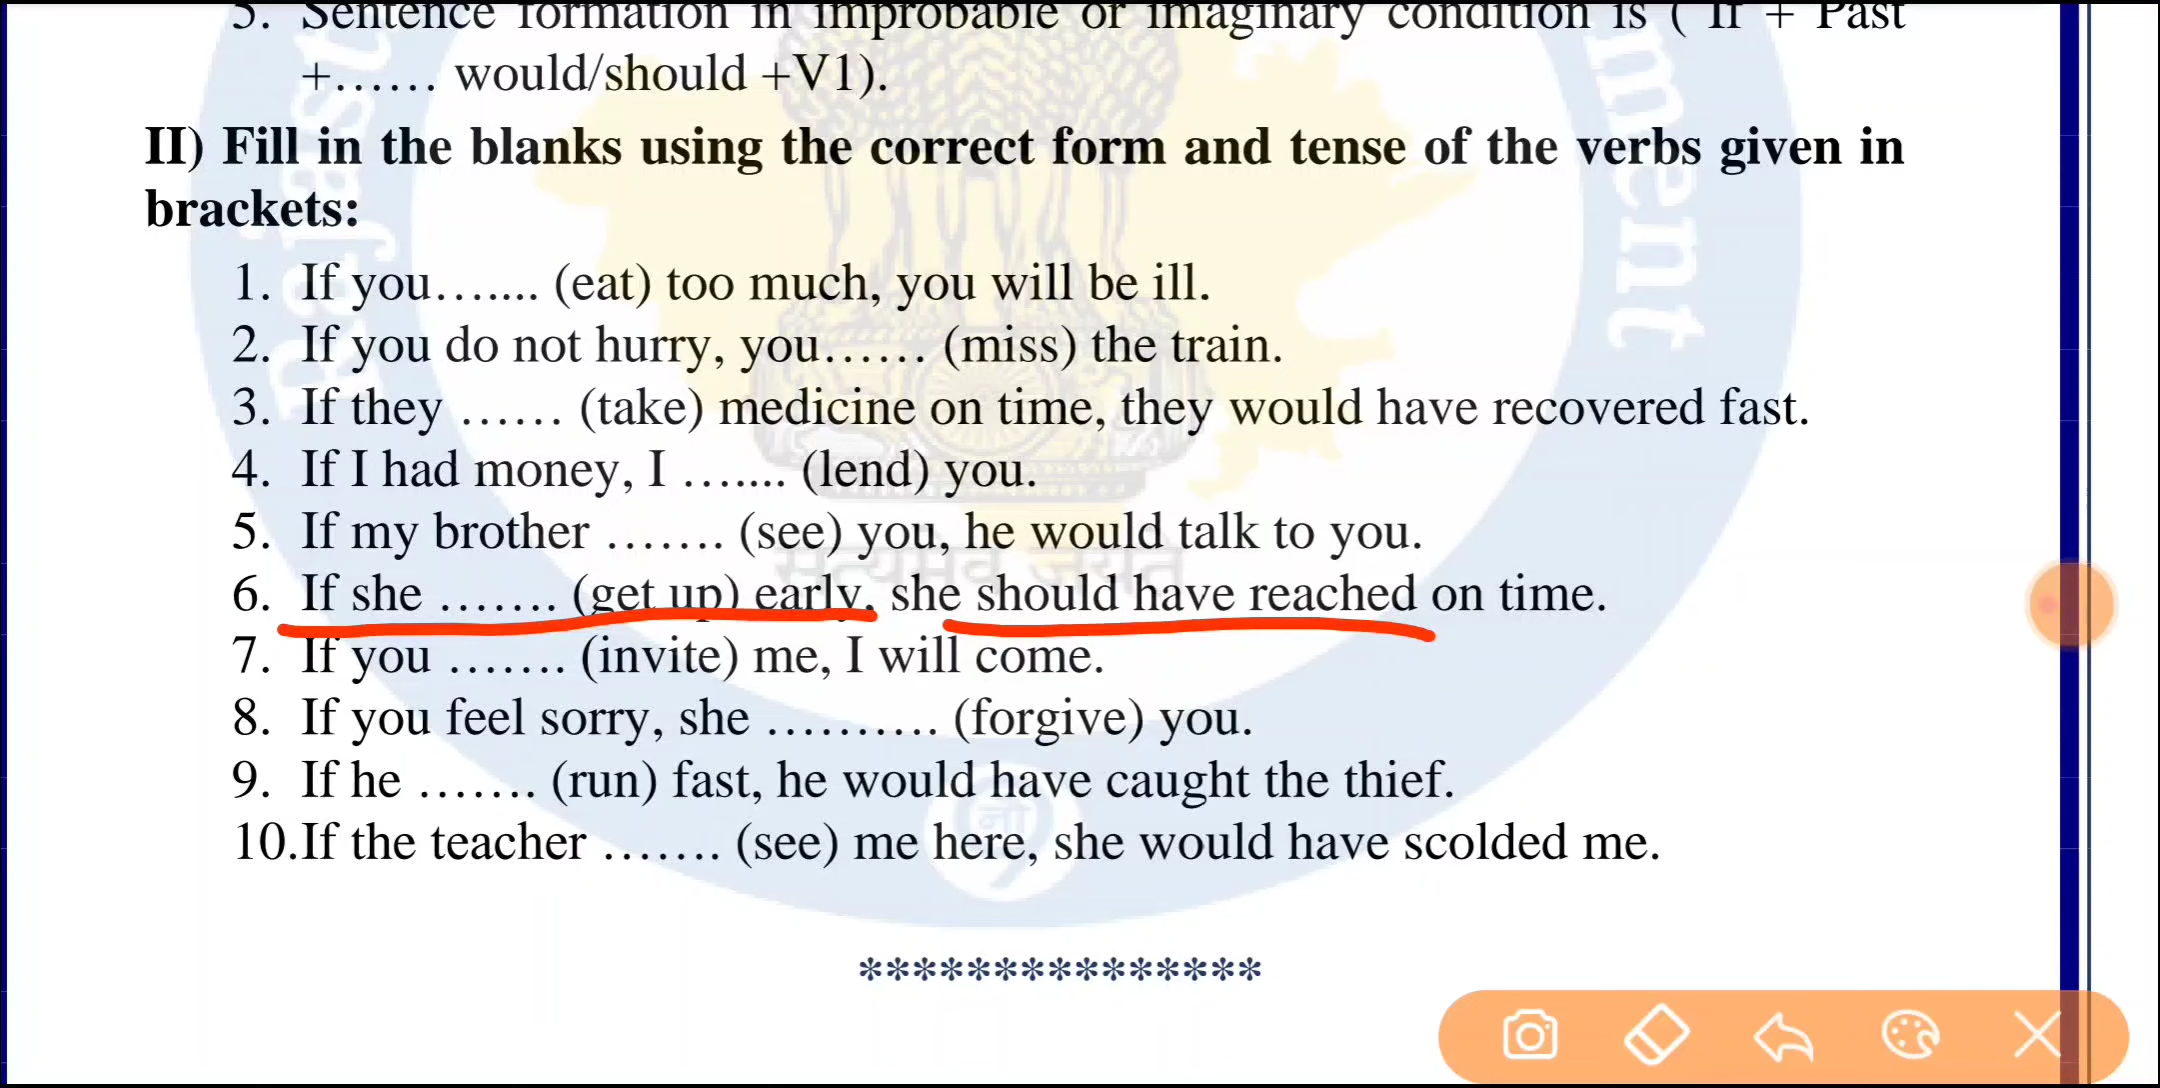 5. Sentence formation in improbable or imaginary condition is ( If + Past
+…… would/should +V1).
II) Fill in the blanks using the correct form and tense of the verbs given in
brackets:
1. If you…….... (eat) too much, you will be ill.
2. If you do not hurry, you…… (miss) the train.
3. If they …… (take) medicine on time, they would have recovered fast.
4. If I had money, I ….... (lend) you.
5. If my brother ……. (see) you, he would talk to you.
6. If she ……. (get up) early, she should have reached on time.
7. If you ……. (invite) me, I will come.
8. If you feel sorry, she ………. (forgive) you.
9. If he ……. (run) fast, he would have caught the thief.
10.If the teacher ……. (see) me here, she would have scolded me.
***************
सत्यमेव जयते